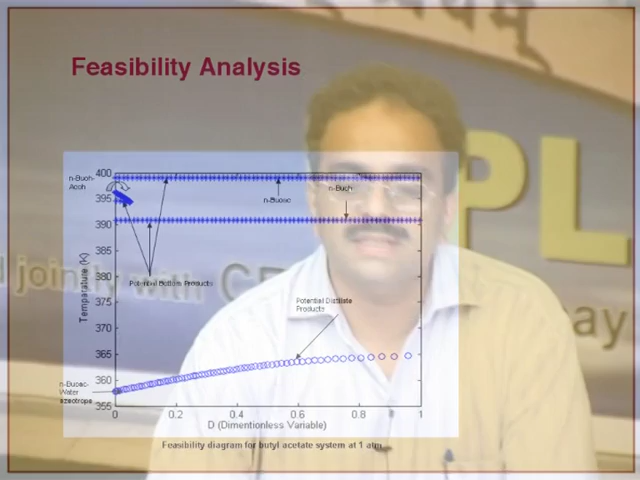 Feasibility Analysis
n-Buoh-
Acoh
400
395
390
385
380
375
370
365
360
355
n-Buoac
n-Buoh
Potential Bottom Products
Potential Distillate
Products
n-Buoac-
Water
azeotrope
Temparature (K)
0
0.2
0.4
0.6
0.8
1
D (Dimentionless Variable)
Feasibility diagram for butyl acetate system at 1 atm
PL
joint
with
ay